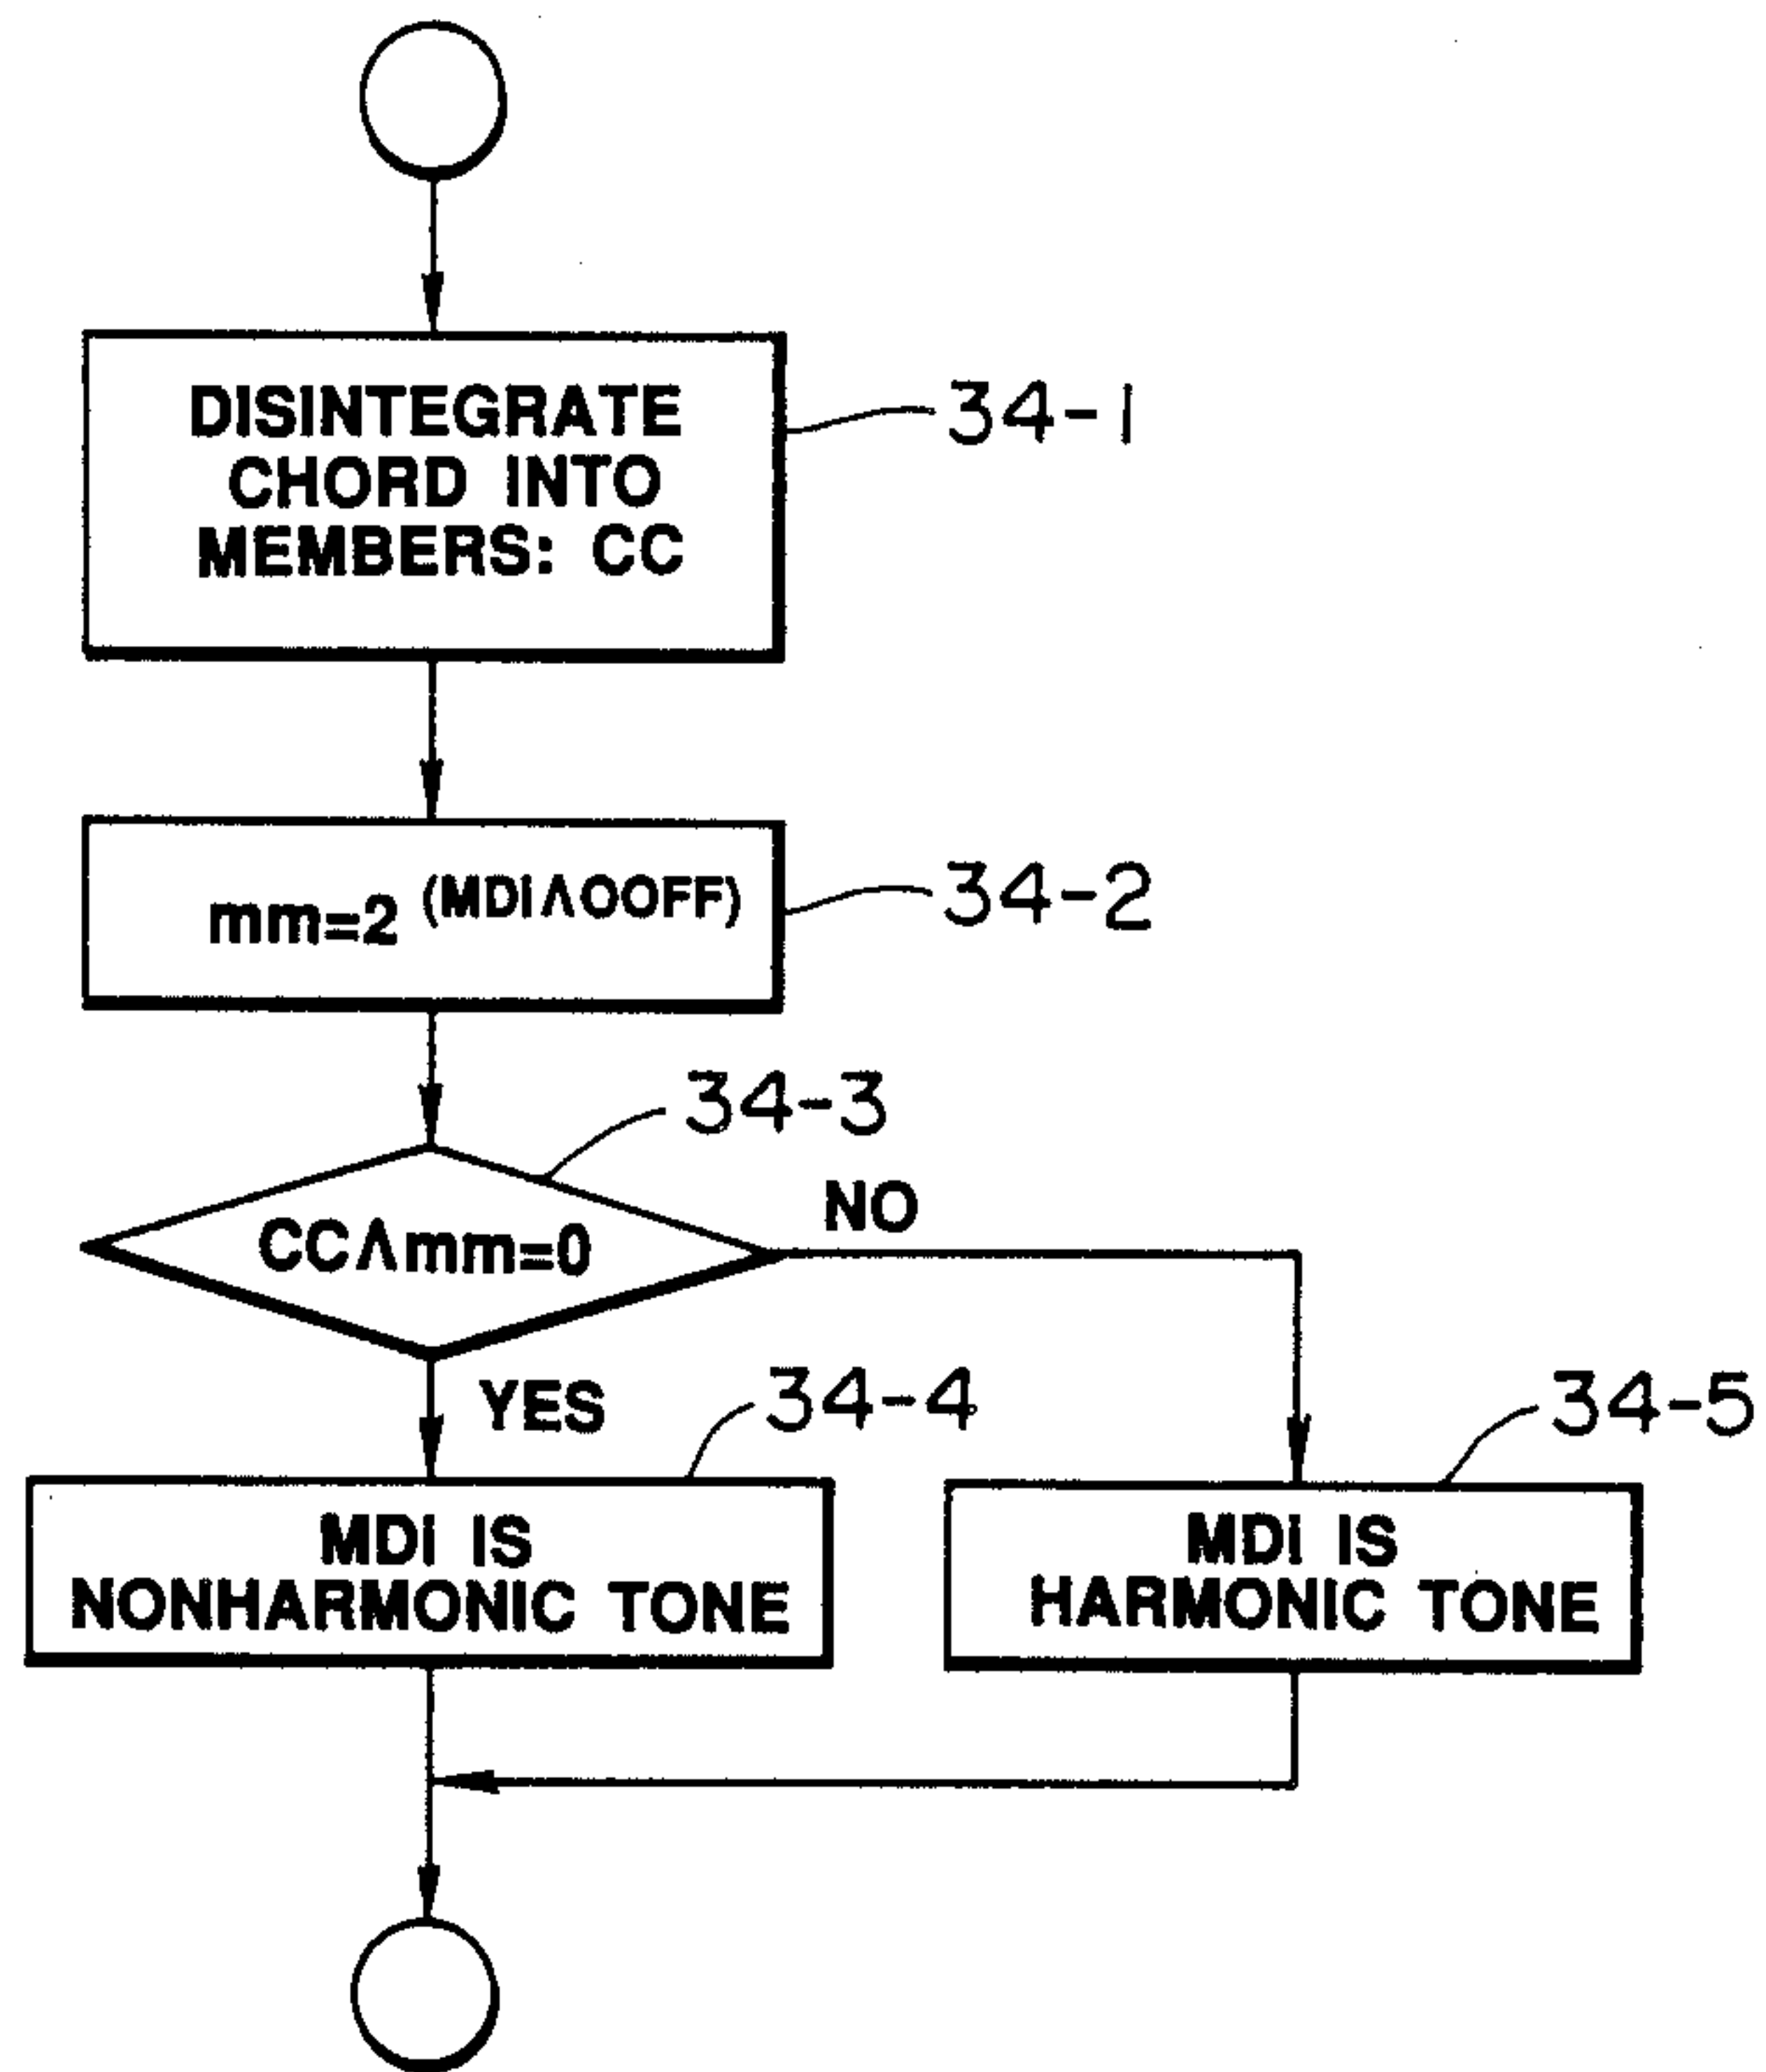 DISINTEGRATE
CHORD INTO
MEMBERS: CC
34-1
mm=2 (MDi∧00FF)
34-2
34-3
CC∧mm=0
NO
YES
34-4
34-5
MDi IS
NONHARMONIC TONE
MDi IS
HARMONIC TONE